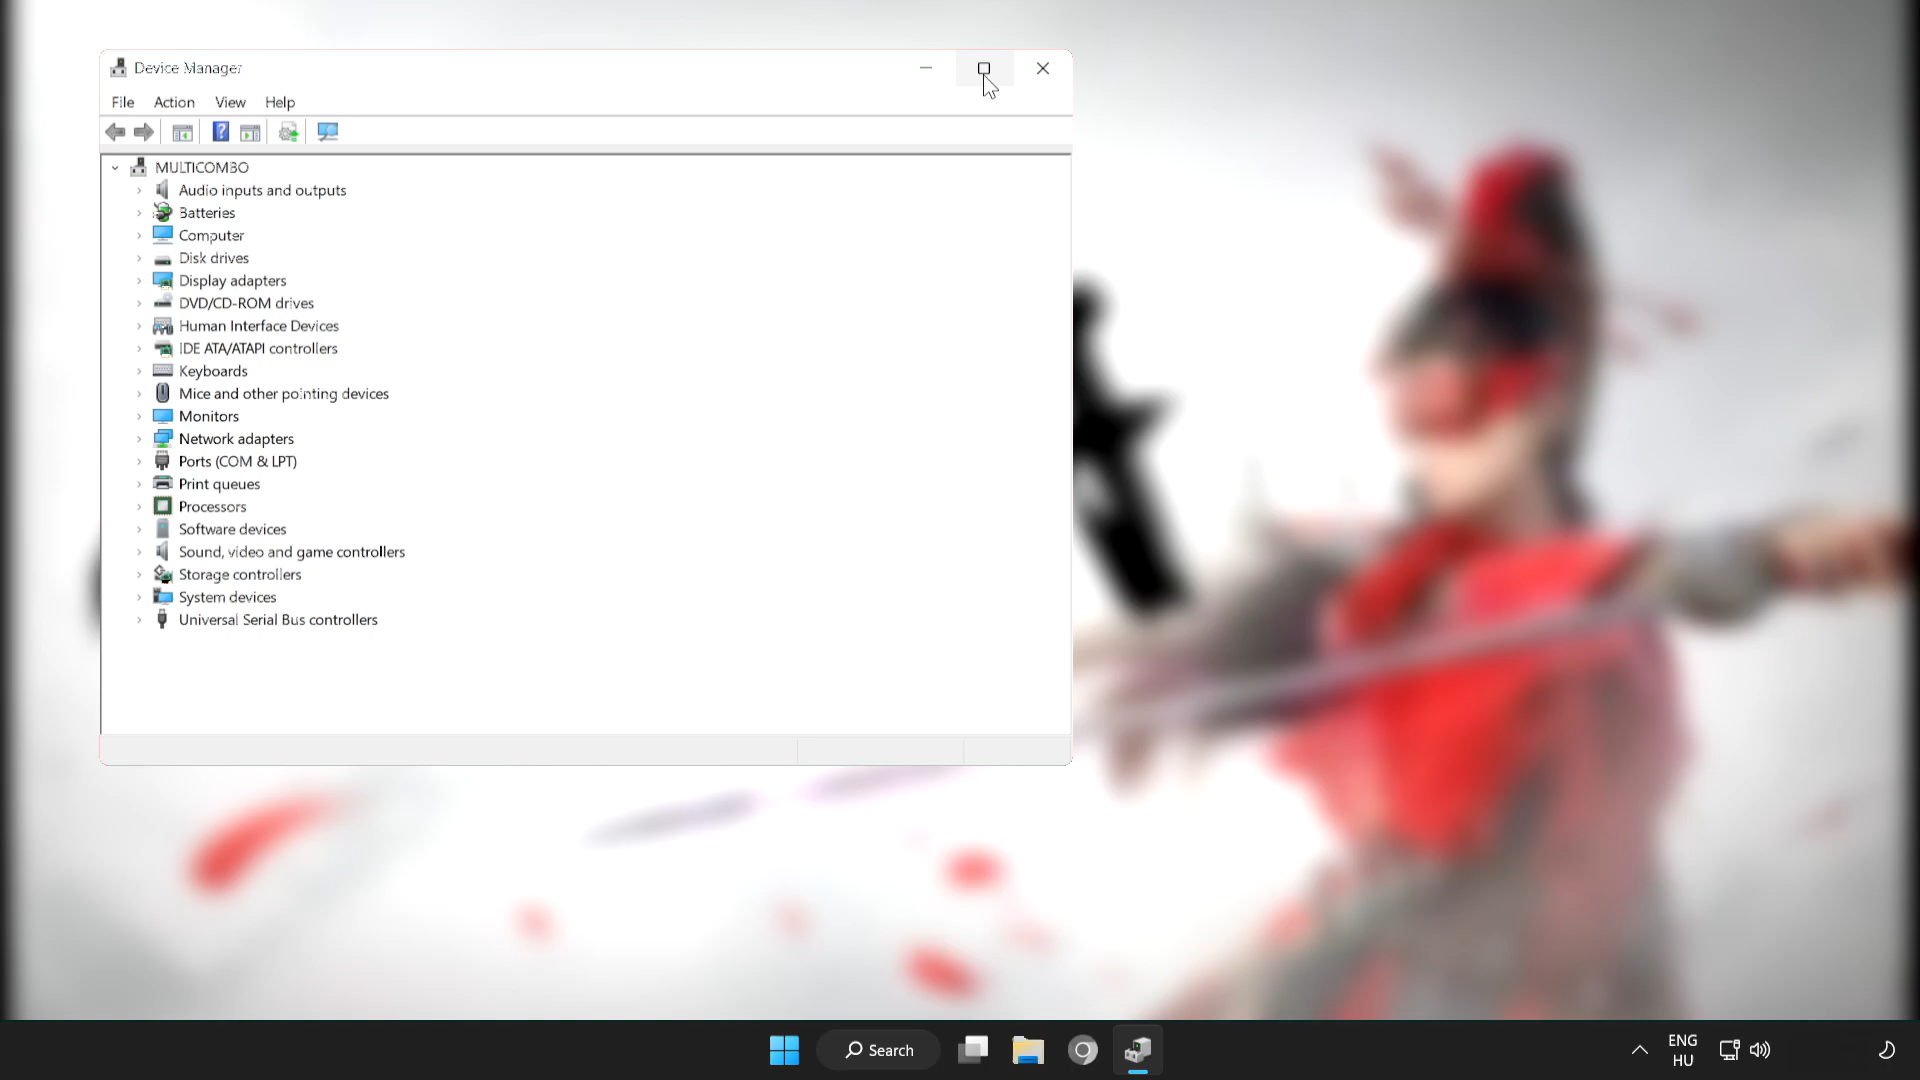 Device Manager
File Action View Help
MULTICOMBO
Audio inputs and outputs
Batteries
Computer
Disk drives
Display adapters
DVD/CD-ROM drives
Human Interface Devices
IDE ATA/ATAPI controllers
Keyboards
Mice and other pointing devices
Monitors
Network adapters
Ports (COM & LPT)
Print queues
Processors
Software devices
Sound, video and game controllers
Storage controllers
System devices
Universal Serial Bus controllers
Search
ENG
HU